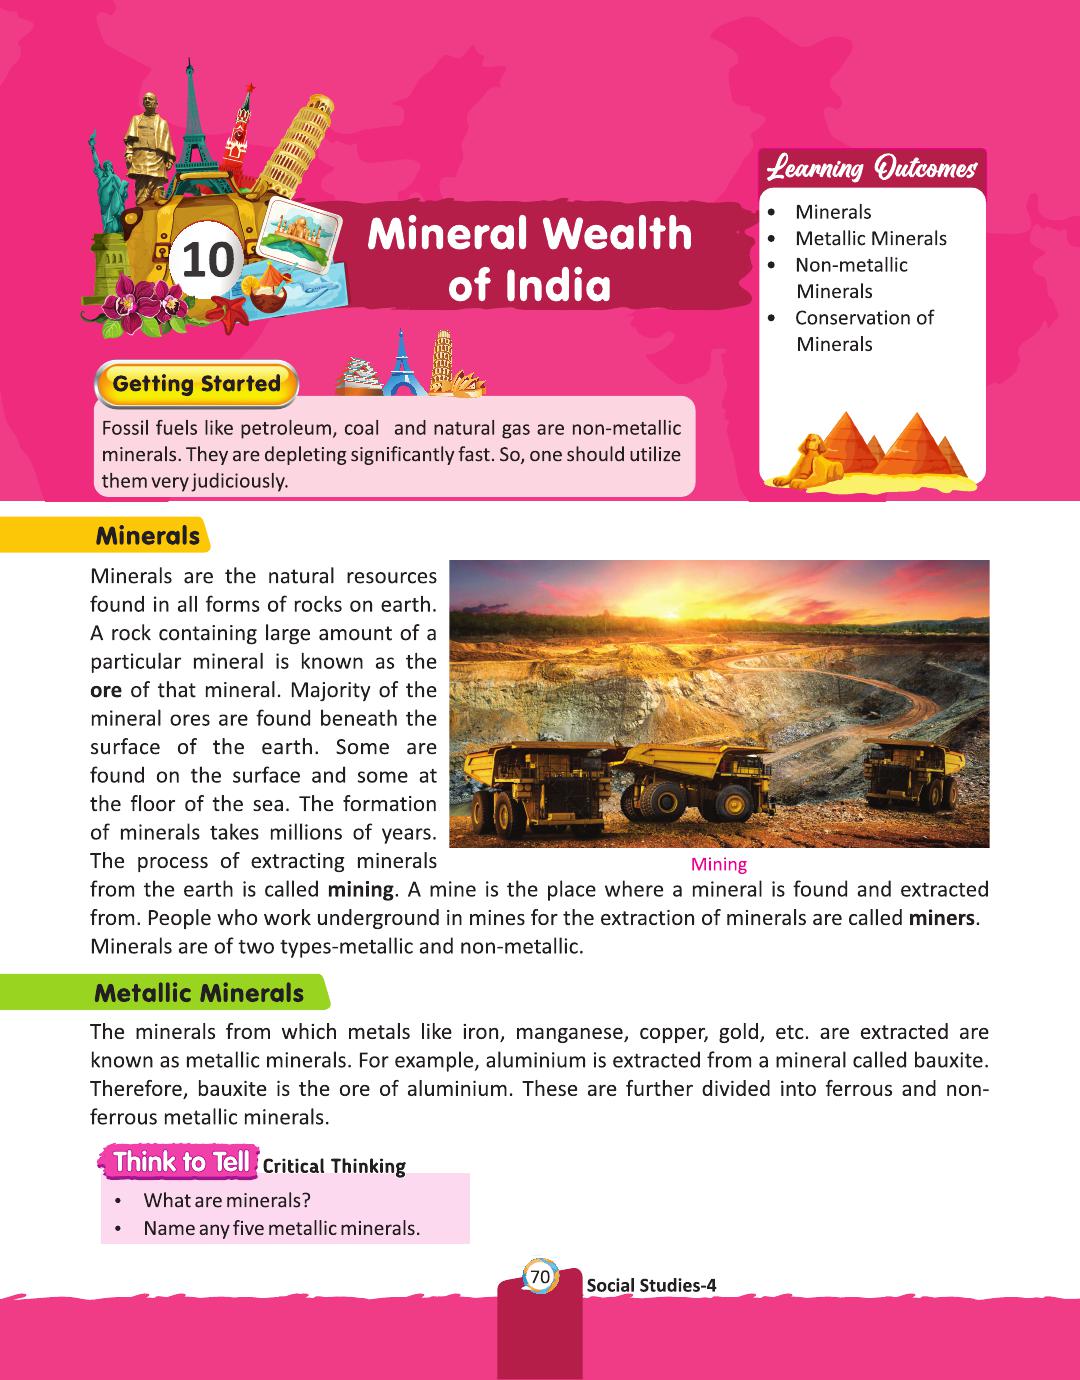 10
Mineral Wealth
of India
Learning Outcomes
• Minerals
• Metallic Minerals
• Non-metallic
Minerals
• Conservation of
Minerals
Getting Started
Fossil fuels like petroleum, coal and natural gas are non-metallic
minerals. They are depleting significantly fast. So, one should utilize
them very judiciously.
Minerals
Minerals are the natural resources
found in all forms of rocks on earth.
A rock containing large amount of a
particular mineral is known as the
ore of that mineral. Majority of the
mineral ores are found beneath the
surface of the earth. Some are
found on the surface and some at
the floor of the sea. The formation
of minerals takes millions of years.
The process of extracting minerals
Mining
from the earth is called mining. A mine is the place where a mineral is found and extracted
from. People who work underground in mines for the extraction of minerals are called miners.
Minerals are of two types-metallic and non-metallic.
Metallic Minerals
The minerals from which metals like iron, manganese, copper, gold, etc. are extracted are
known as metallic minerals. For example, aluminium is extracted from a mineral called bauxite.
Therefore, bauxite is the ore of aluminium. These are further divided into ferrous and non-
ferrous metallic minerals.
Think to Tell Critical Thinking
• What are minerals?
• Name any five metallic minerals.
70
Social Studies-4